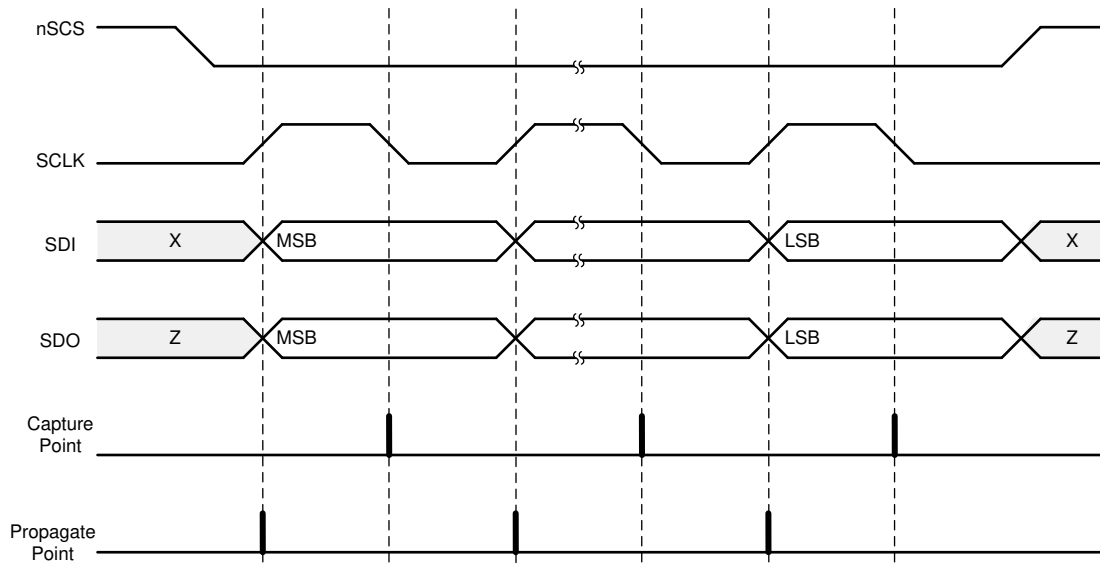 nSCS
SCLK
SDI
X
MSB
LSB
X
SDO
Z
MSB
LSB
Z
Capture
Point
Propagate
Point